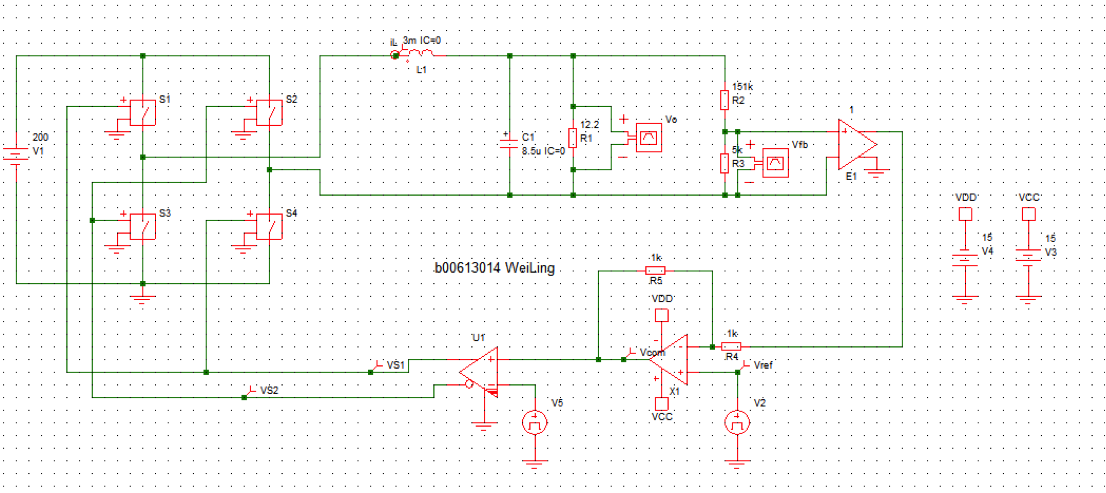 iL 3m IC=0
L1
S1
S2
200
V1
C1
8.5u IC=0
12.2
R1
Vo
151k
R2
5k
R3
Vfb
1
E1
S3
S4
VDD
VCC
15
V4
15
V3
b00613014 WeiLing
1k
R5
VDD
1k
R4
U1
Vcom
Vref
VS1
VS2
X1
VCC
V5
V2